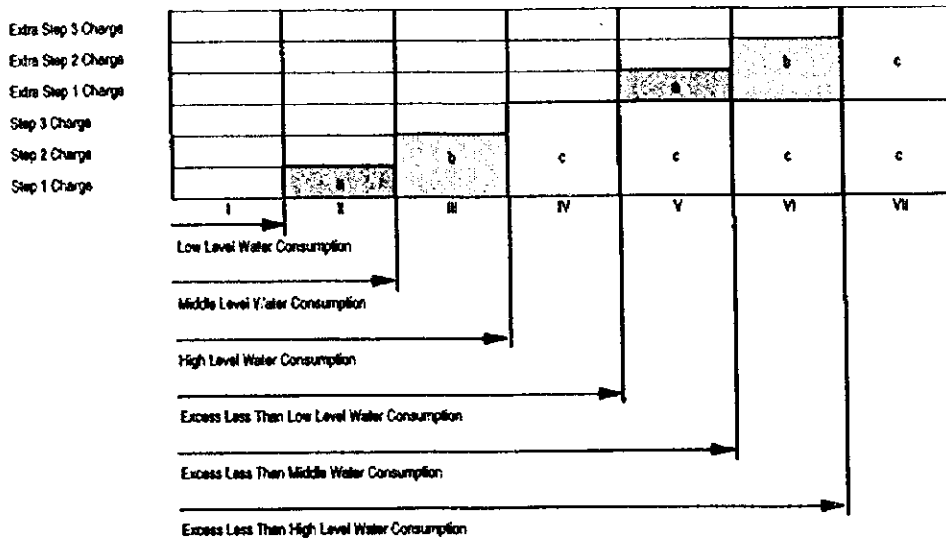 Extra Step 3 Charge
Extra Step 2 Charge b c
Extra Step 1 Charge a
Step 3 Charge
Step 2 Charge b c c c c
Step 1 Charge a
I II III IV V VI VII
Low Level Water Consumption
Middle Level Water Consumption
High Level Water Consumption
Excess Less Than Low Level Water Consumption
Excess Less Than Middle Water Consumption
Excess Less Than High Level Water Consumption